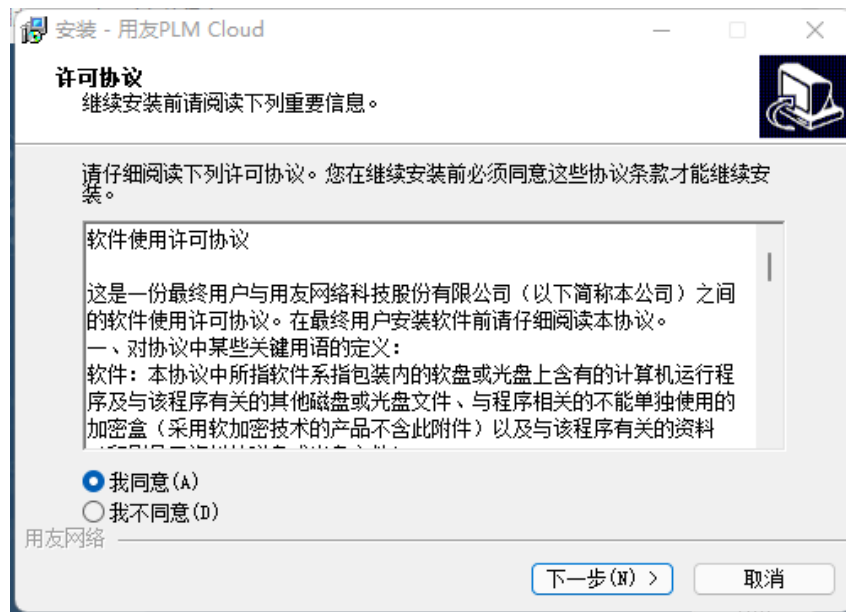 安装 - 用友PLM Cloud
许可协议
继续安装前请阅读下列重要信息。
请仔细阅读下列许可协议。您在继续安装前必须同意这些协议条款才能继续安
装。
软件使用许可协议
这是一份最终用户与用友网络科技股份有限公司（以下简称本公司）之间
的软件使用许可协议。在最终用户安装软件前请仔细阅读本协议。
一、对协议中某些关键用语的定义：
软件：本协议中所指软件系指包装内的软盘或光盘上含有的计算机运行程
序及与该程序有关的其他磁盘或光盘文件、与程序相关的不能单独使用的
加密盒（采用软加密技术的产品不含此附件）以及与该程序有关的资料
我同意(A)
我不同意(D)
用友网络
下一步(N) >
取消